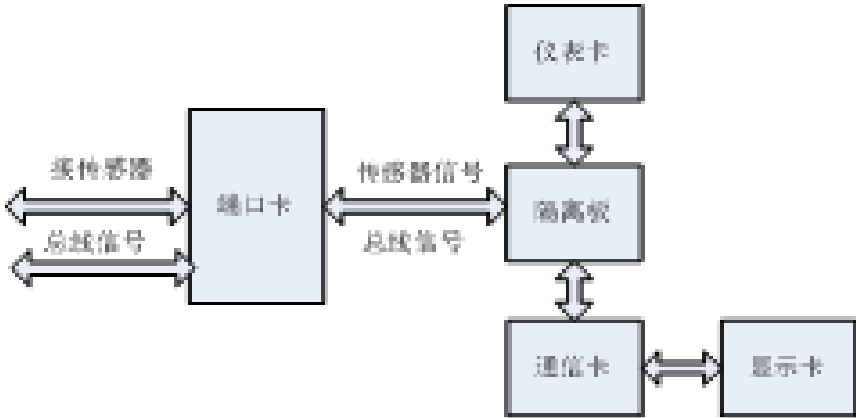 仪表卡
接传感器
传感器信号
端口卡
隔离板
总线信号
总线信号
通信卡
显示卡